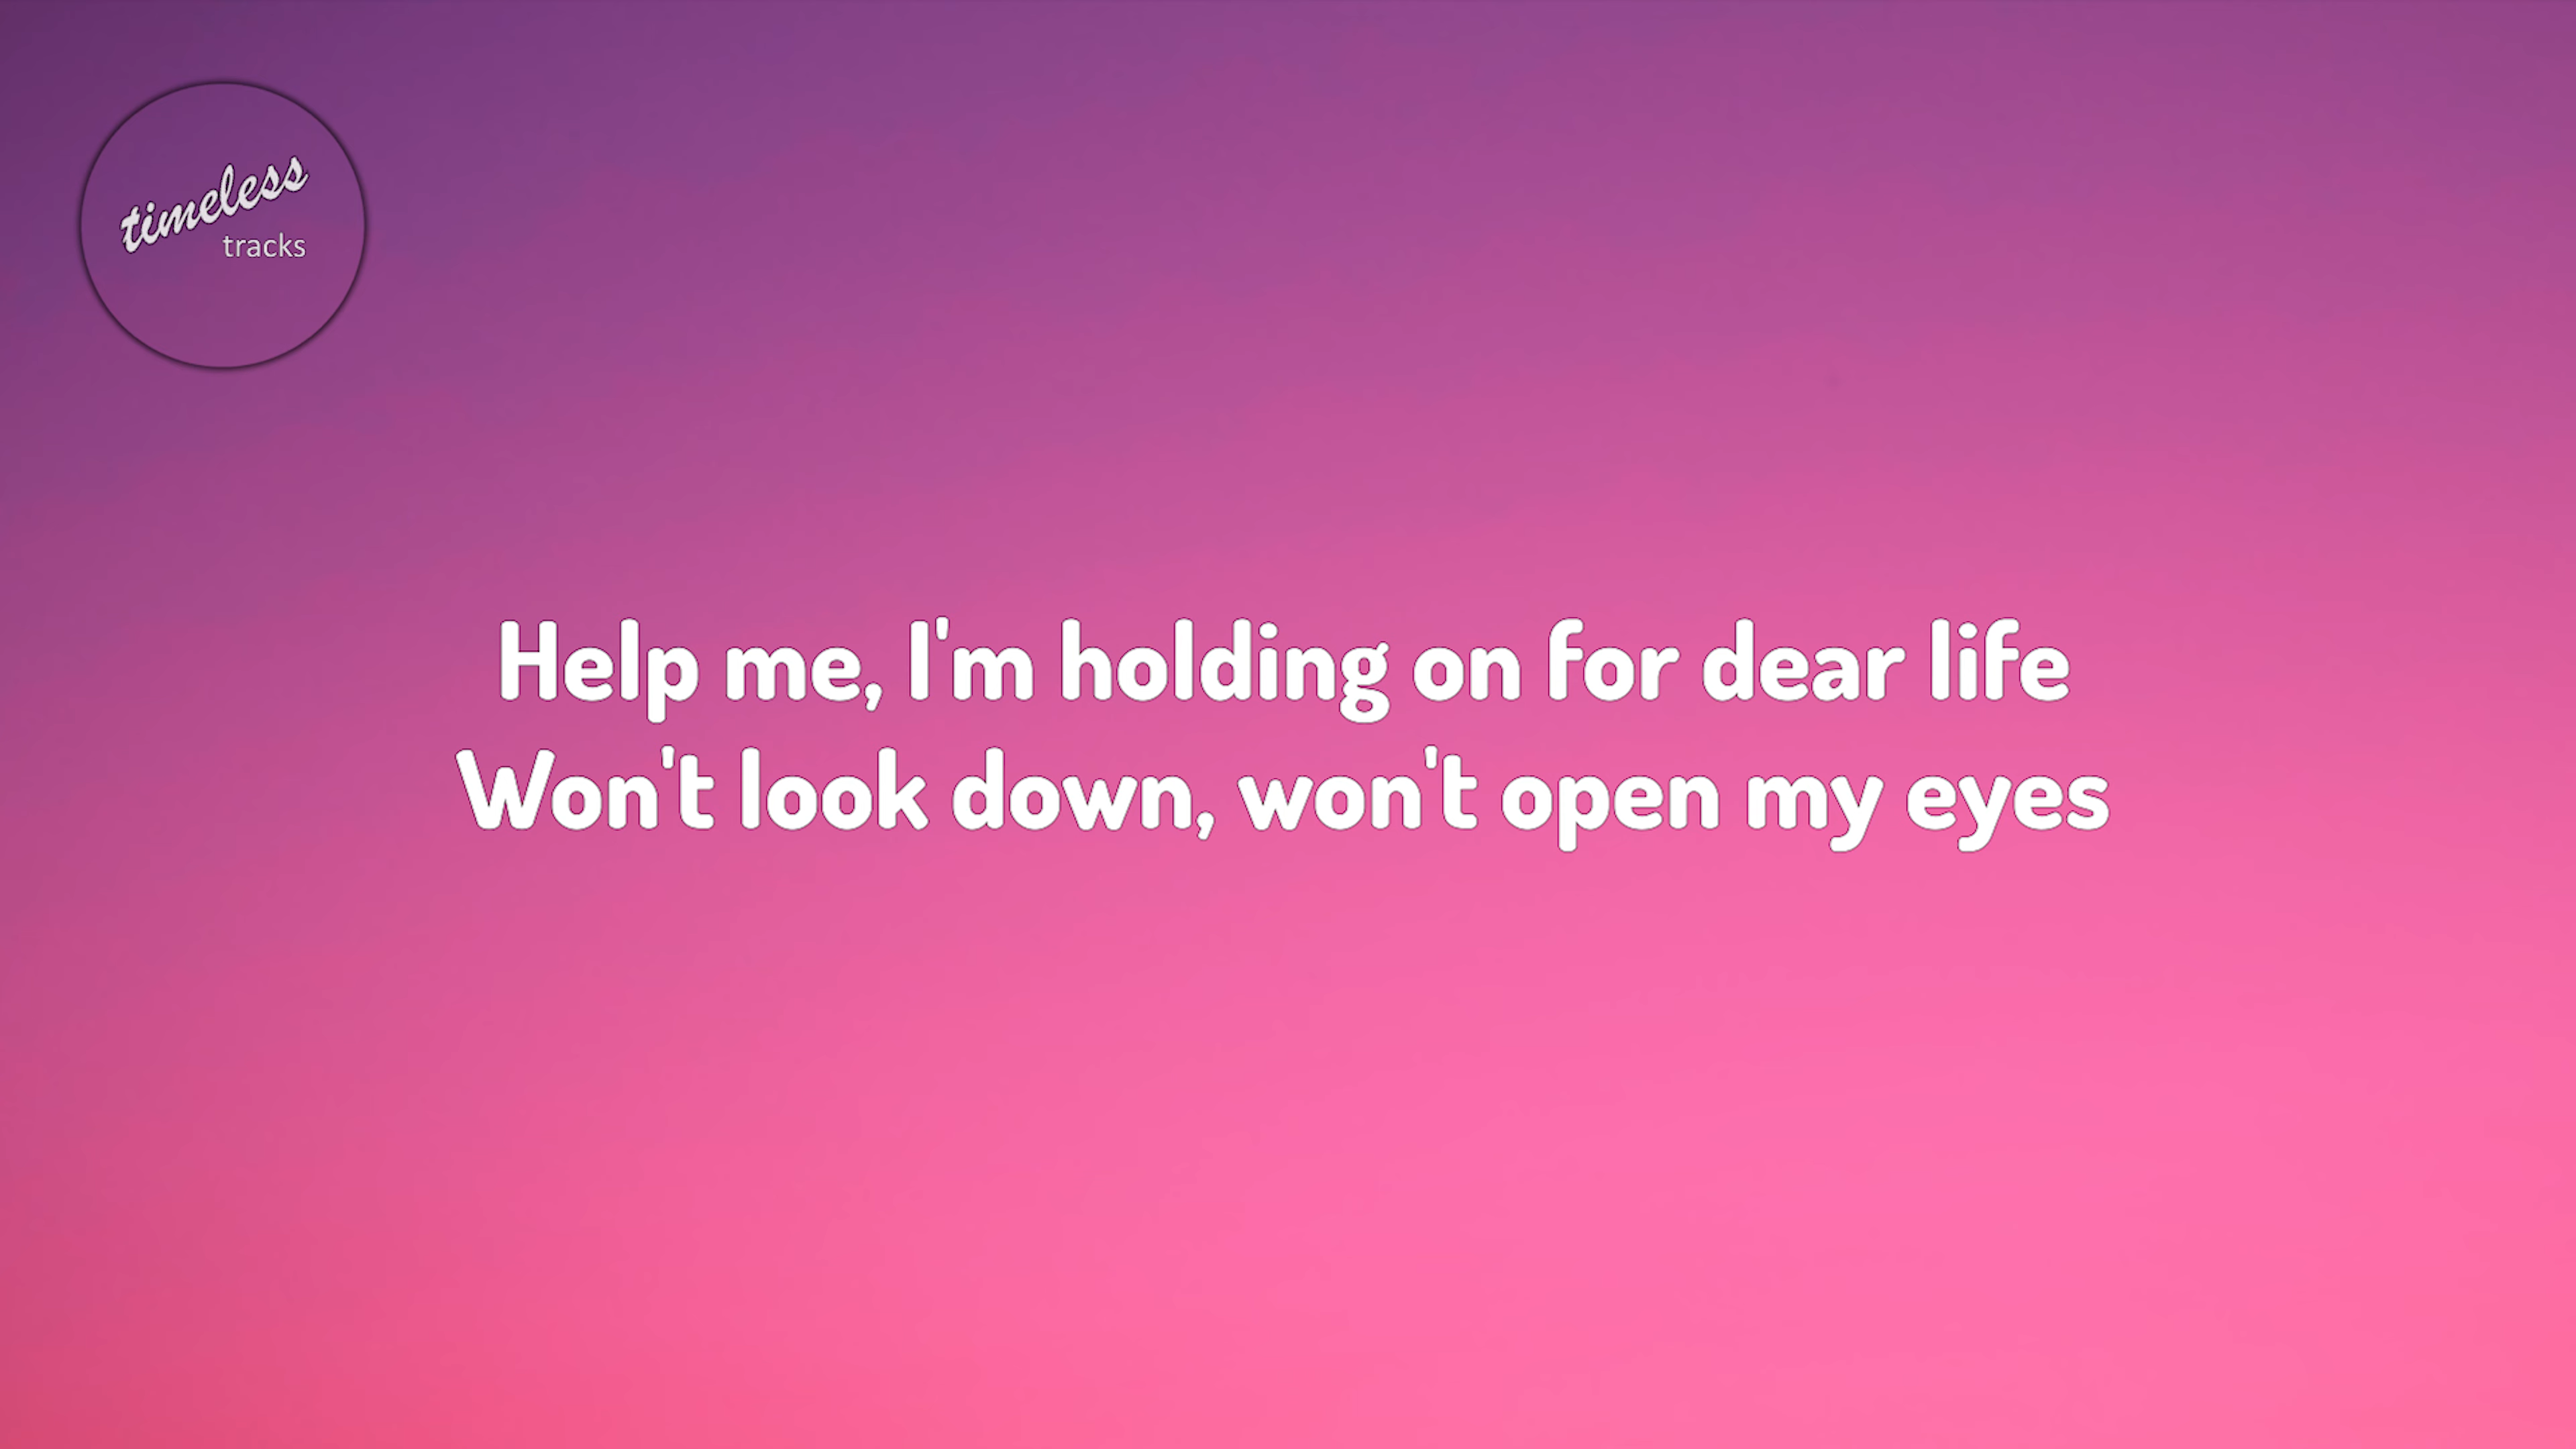 timeless
tracks
Help me, I'm holding on for dear life
Won't look down, won't open my eyes